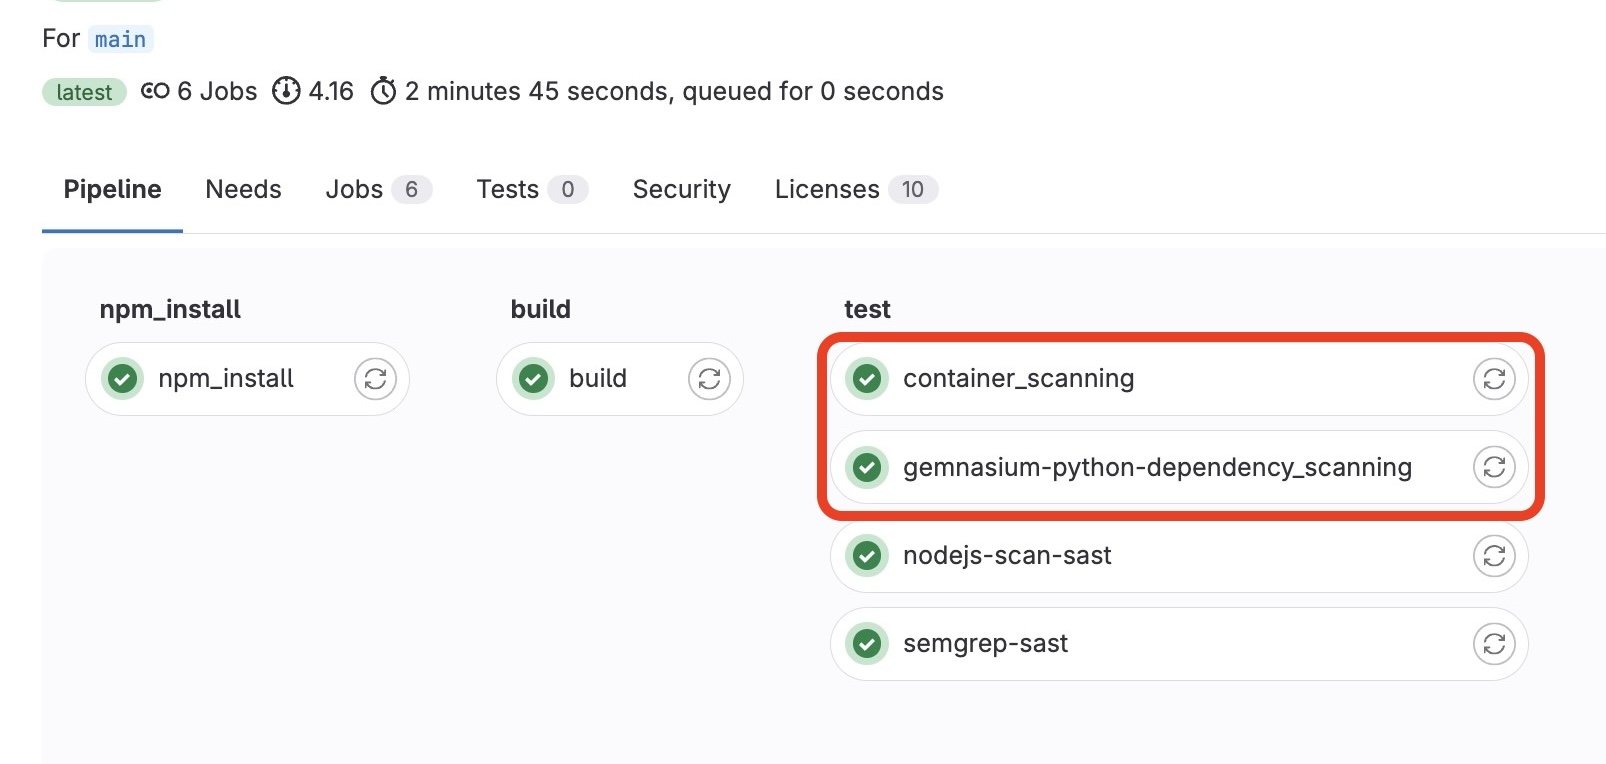 For main
latest 6 Jobs 4.16 2 minutes 45 seconds, queued for 0 seconds
Pipeline Needs Jobs 6 Tests 0 Security Licenses 10
npm_install build test
npm_install build container_scanning
gemnasium-python-dependency_scanning
nodejs-scan-sast
semgrep-sast